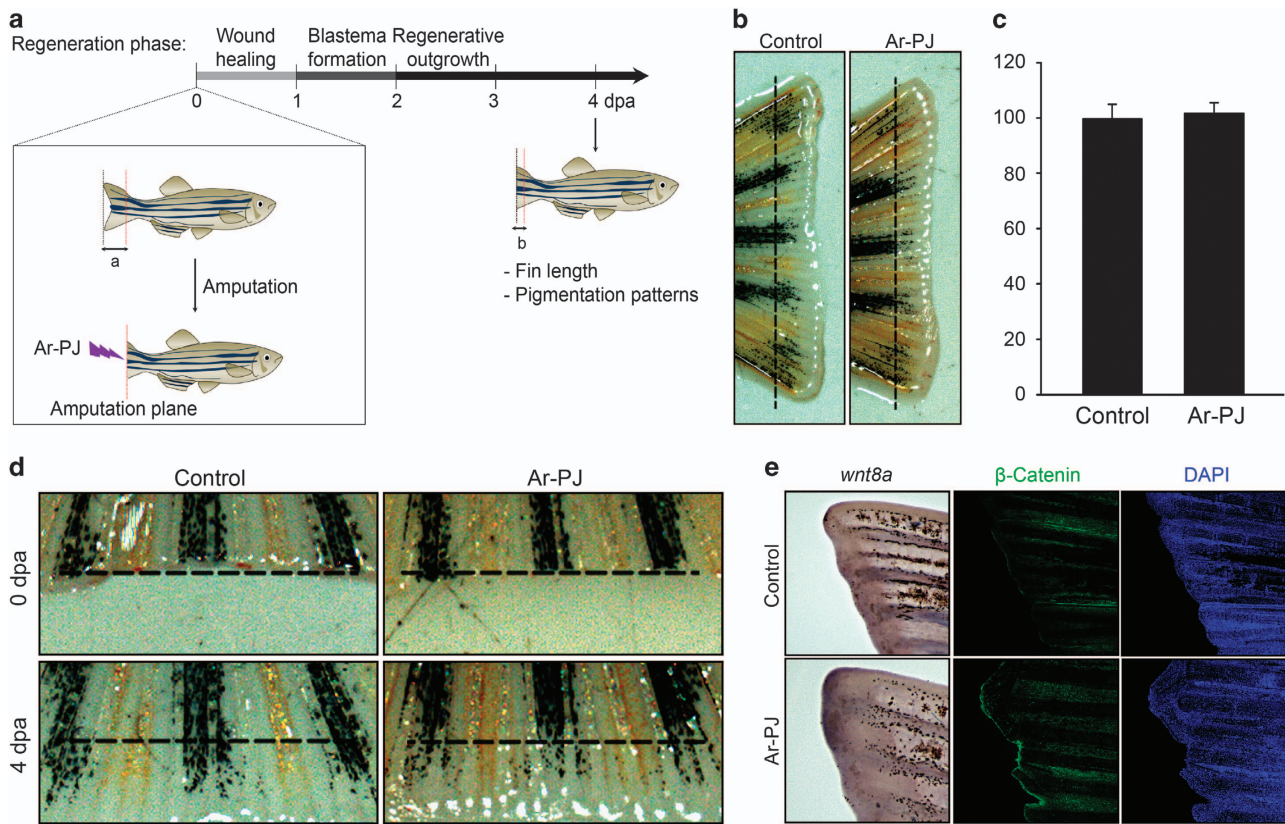 a
Regeneration phase:
Wound healing
Blastema formation
Regenerative outgrowth
0 1 2 3 4 dpa
a
Amputation
Ar-PJ
Amputation plane
b
- Fin length
- Pigmentation patterns
b
Control Ar-PJ
c
120
100
80
60
40
20
0
Control Ar-PJ
d
Control Ar-PJ
0 dpa
4 dpa
e
wnt8a β-Catenin DAPI
Control
Ar-PJ